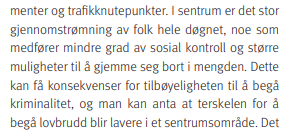 menter og trafikknutepunkter. I sentrum er det stor
gjennomstrømning av folk hele døgnet, noe som
medfører mindre grad av sosial kontroll og større
muligheter til å gjemme seg bort i mengden. Dette
kan få konsekvenser for tilbøyeligheten til å begå
kriminalitet, og man kan anta at terskelen for å
begå lovbrudd blir lavere i et sentrumsområde. Det